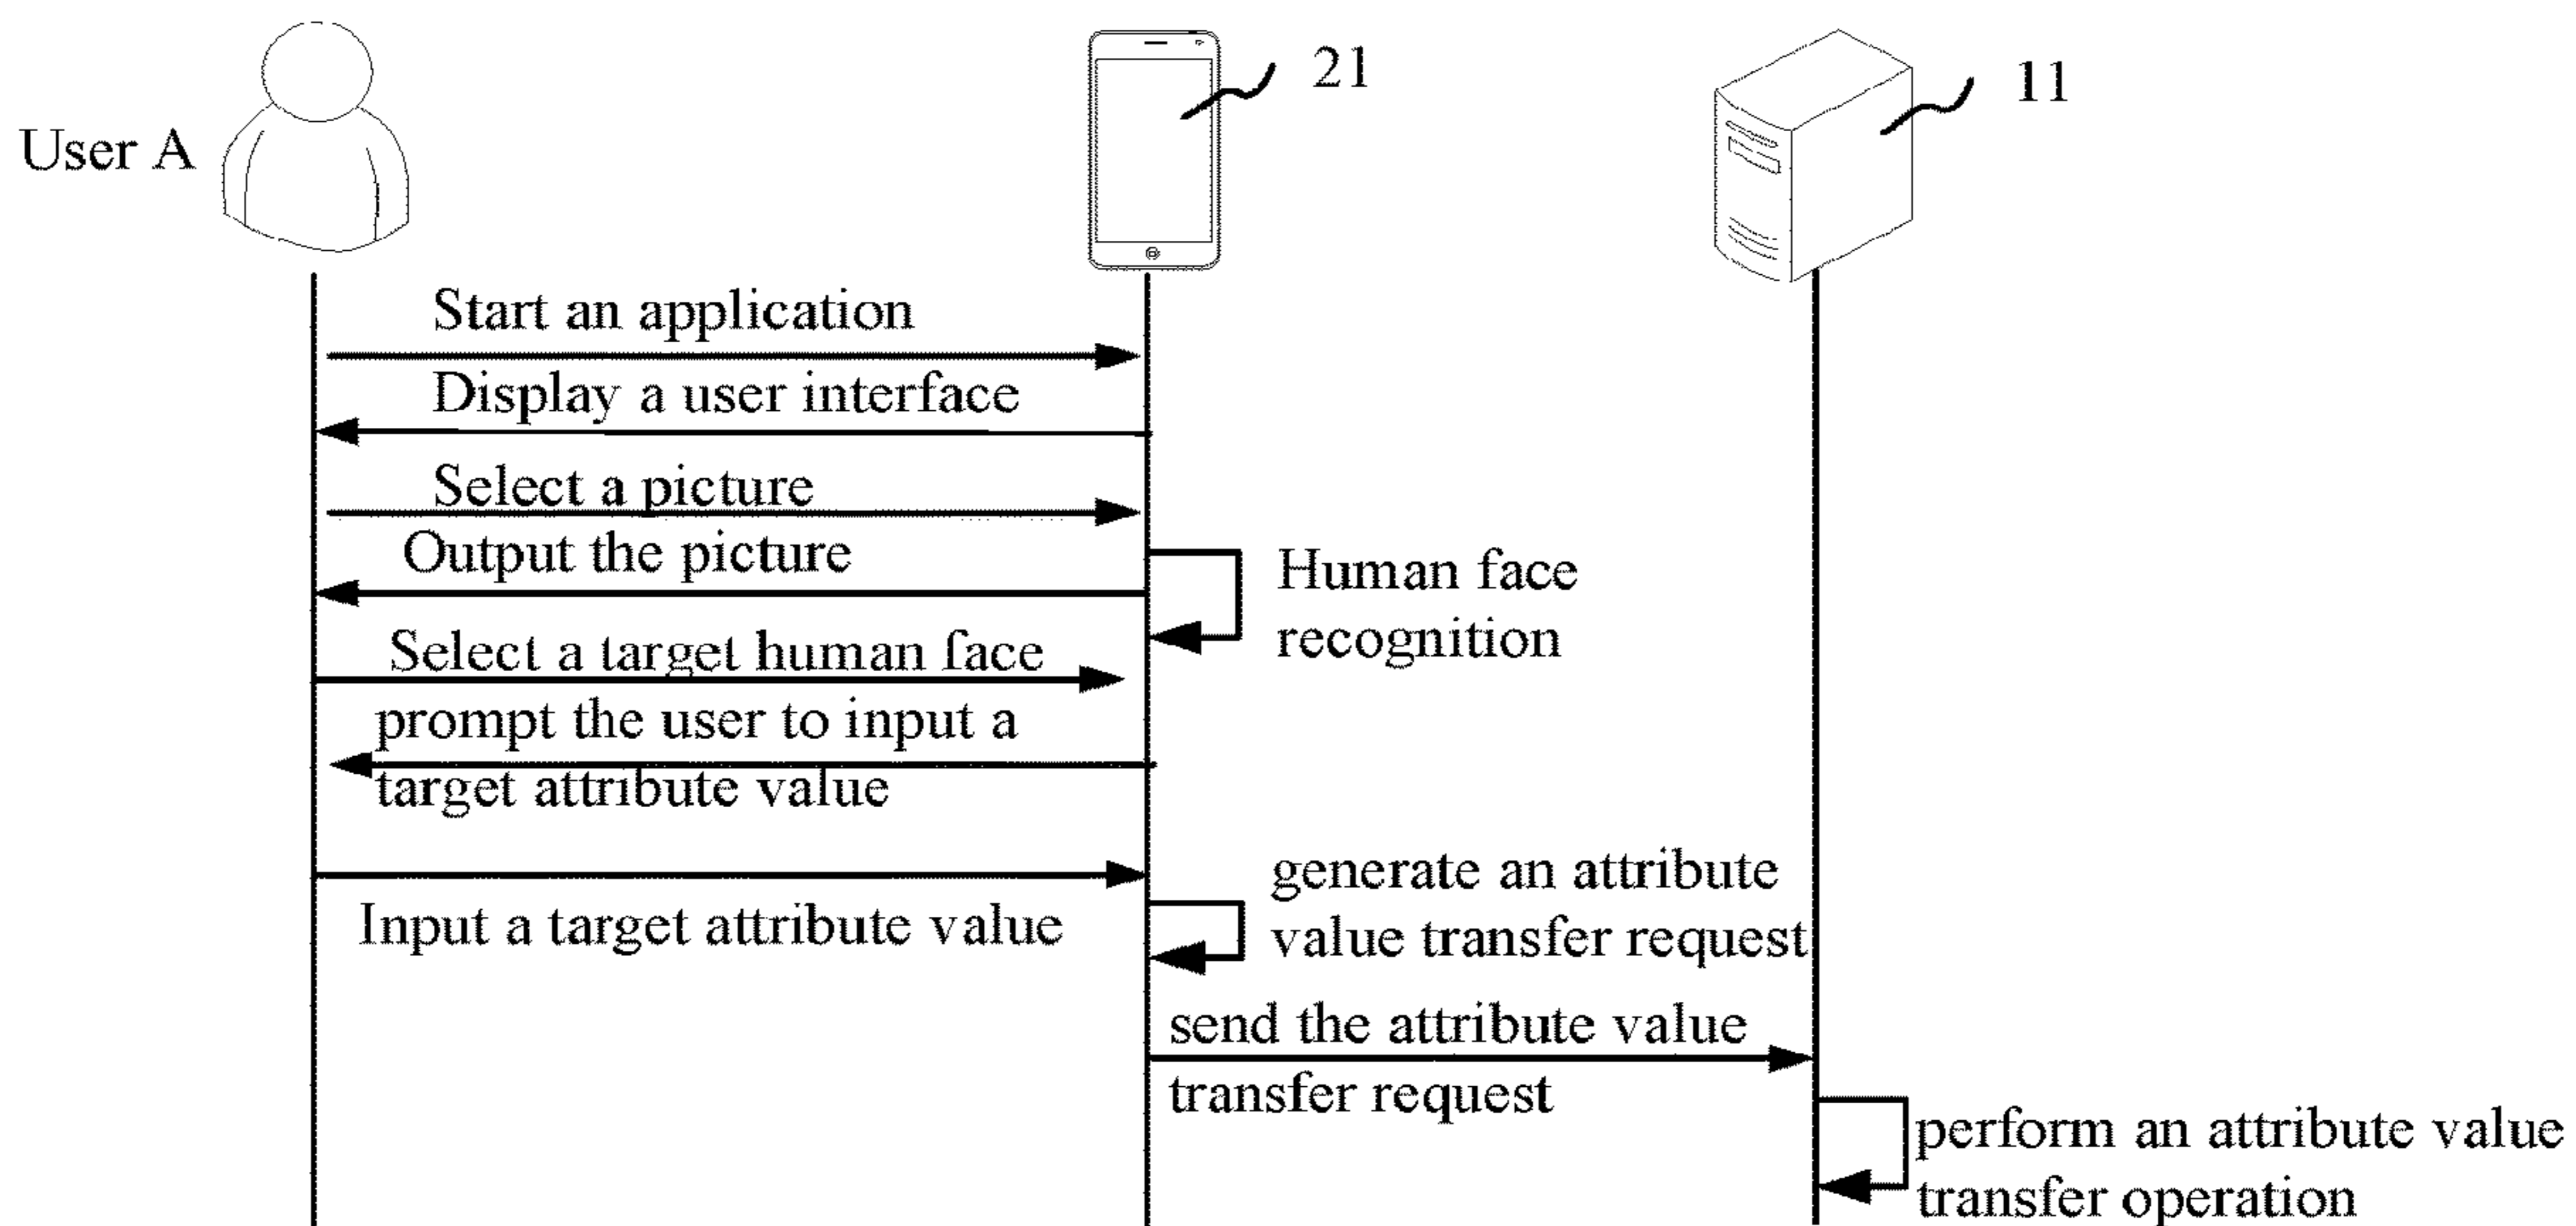 User A
21
11
Start an application
Display a user interface
Select a picture
Output the picture
Human face
recognition
Select a target human face
prompt the user to input a
target attribute value
generate an attribute
value transfer request
Input a target attribute value
send the attribute value
transfer request
perform an attribute value
transfer operation